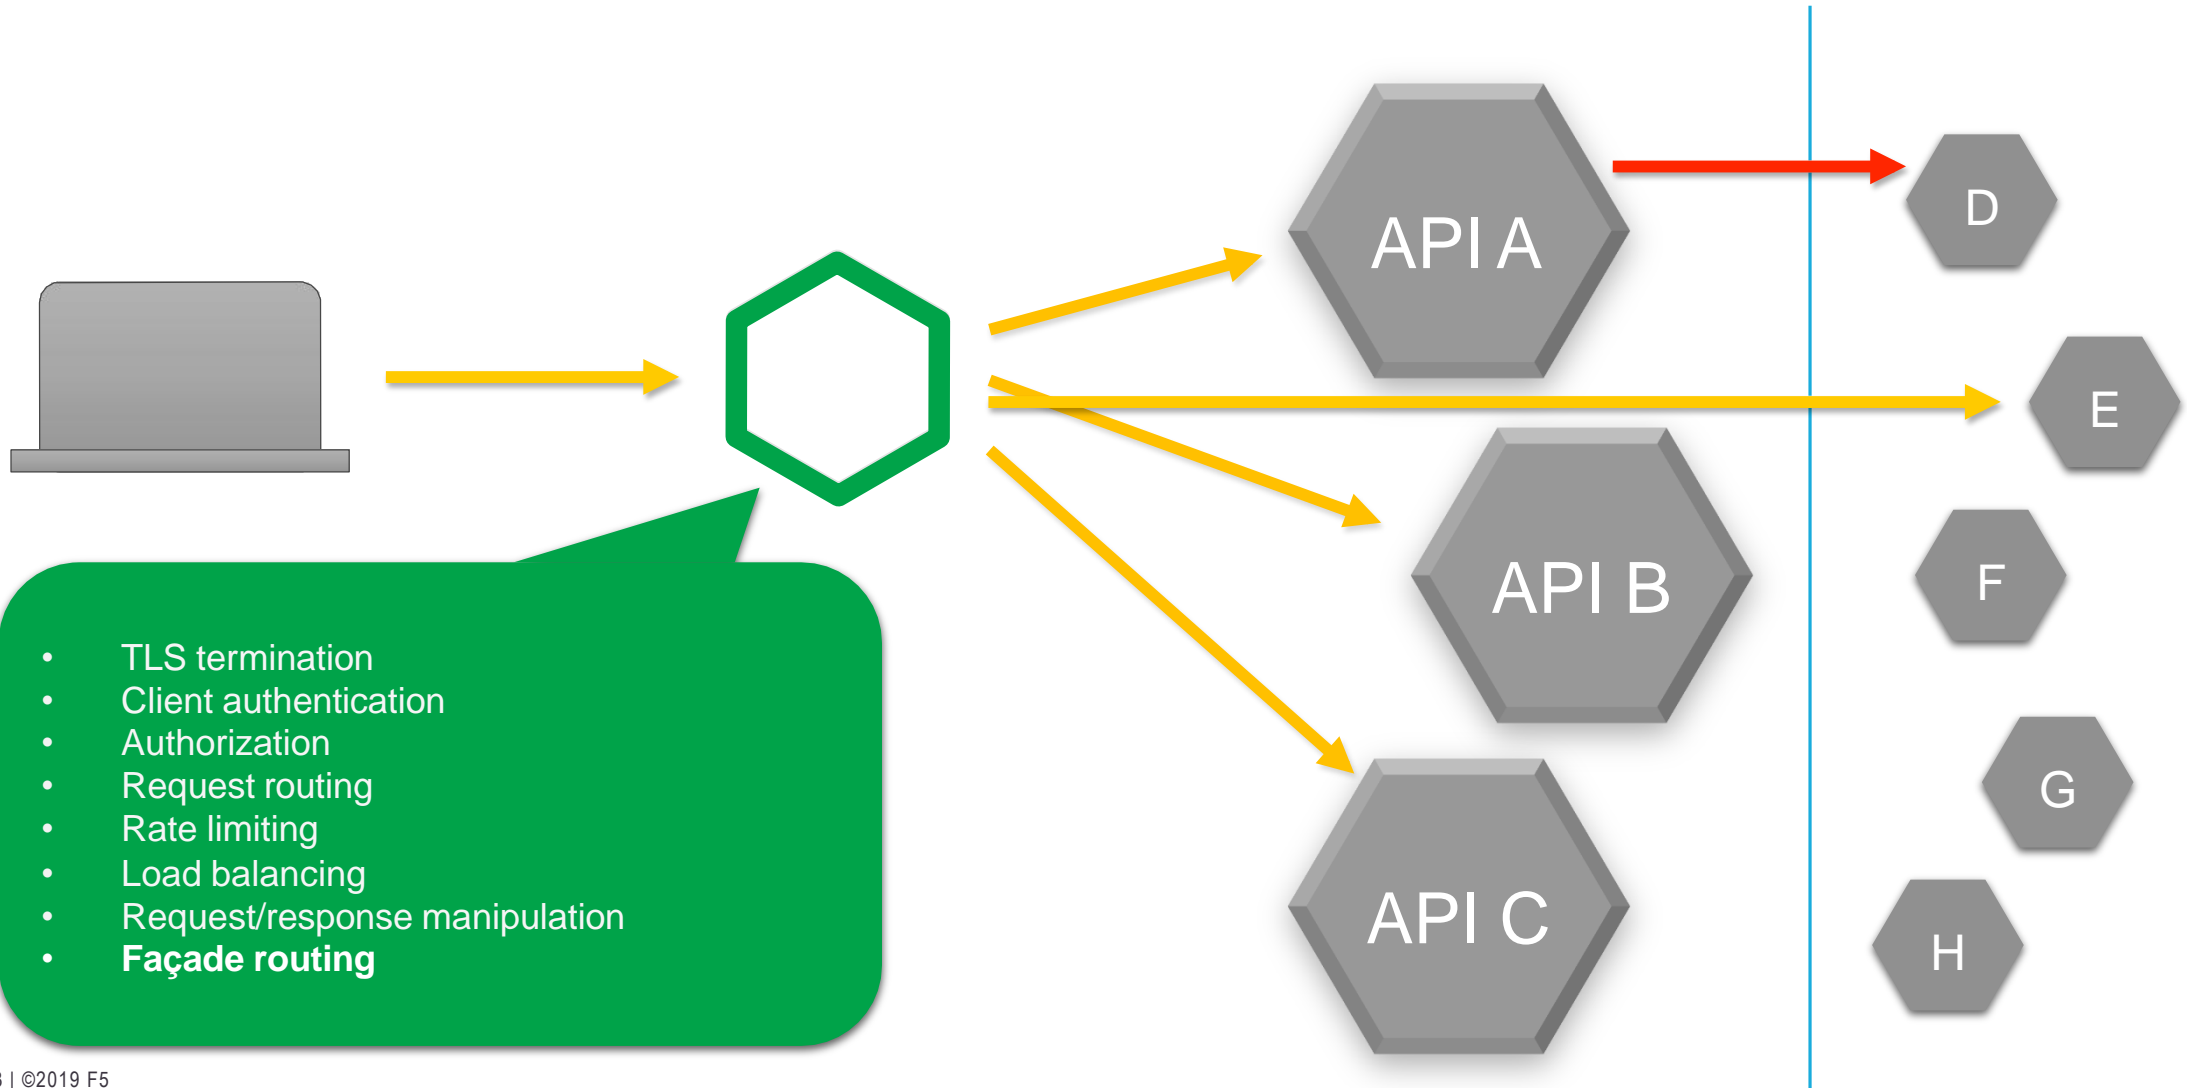 API A
D
E
API B
F
• TLS termination
• Client authentication
• Authorization
• Request routing
• Rate limiting
• Load balancing
• Request/response manipulation
• Façade routing
G
API C
H
| ©2019 F5